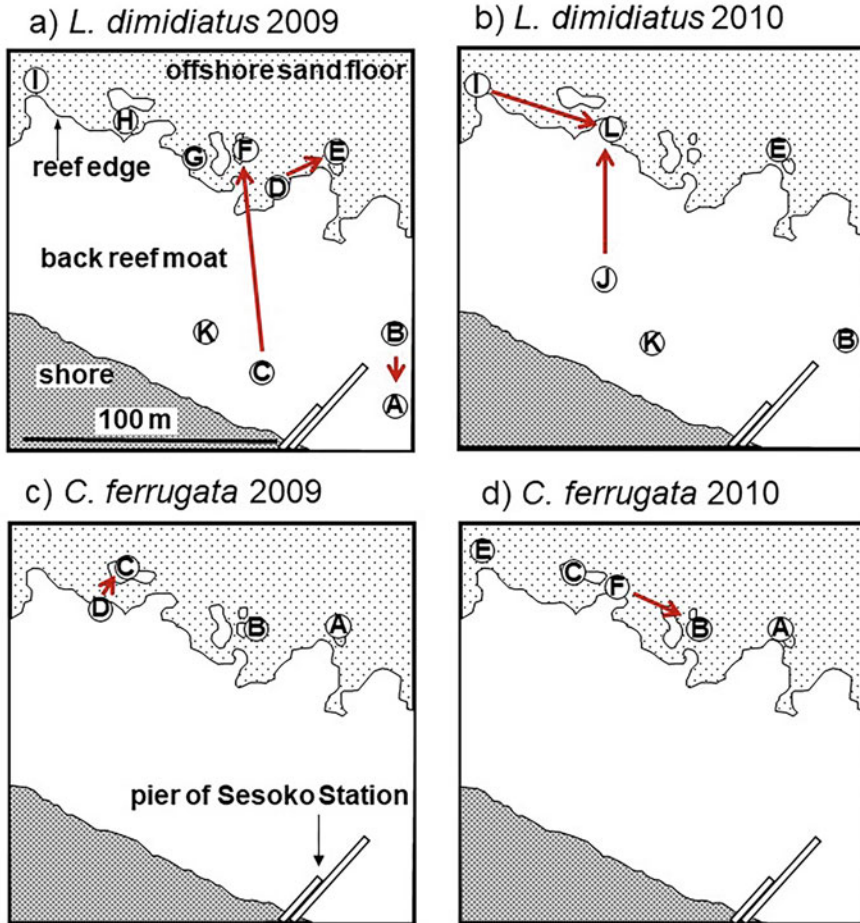 a) L. dimidiatus 2009
I
offshore sand floor
H
G
F
E
reef edge
D
back reef moat
K
B
C
shore
A
100 m
b) L. dimidiatus 2010
I
L
E
J
K
B
c) C. ferrugata 2009
C
D
B
A
pier of Sesoko Station
d) C. ferrugata 2010
E
C
F
B
A